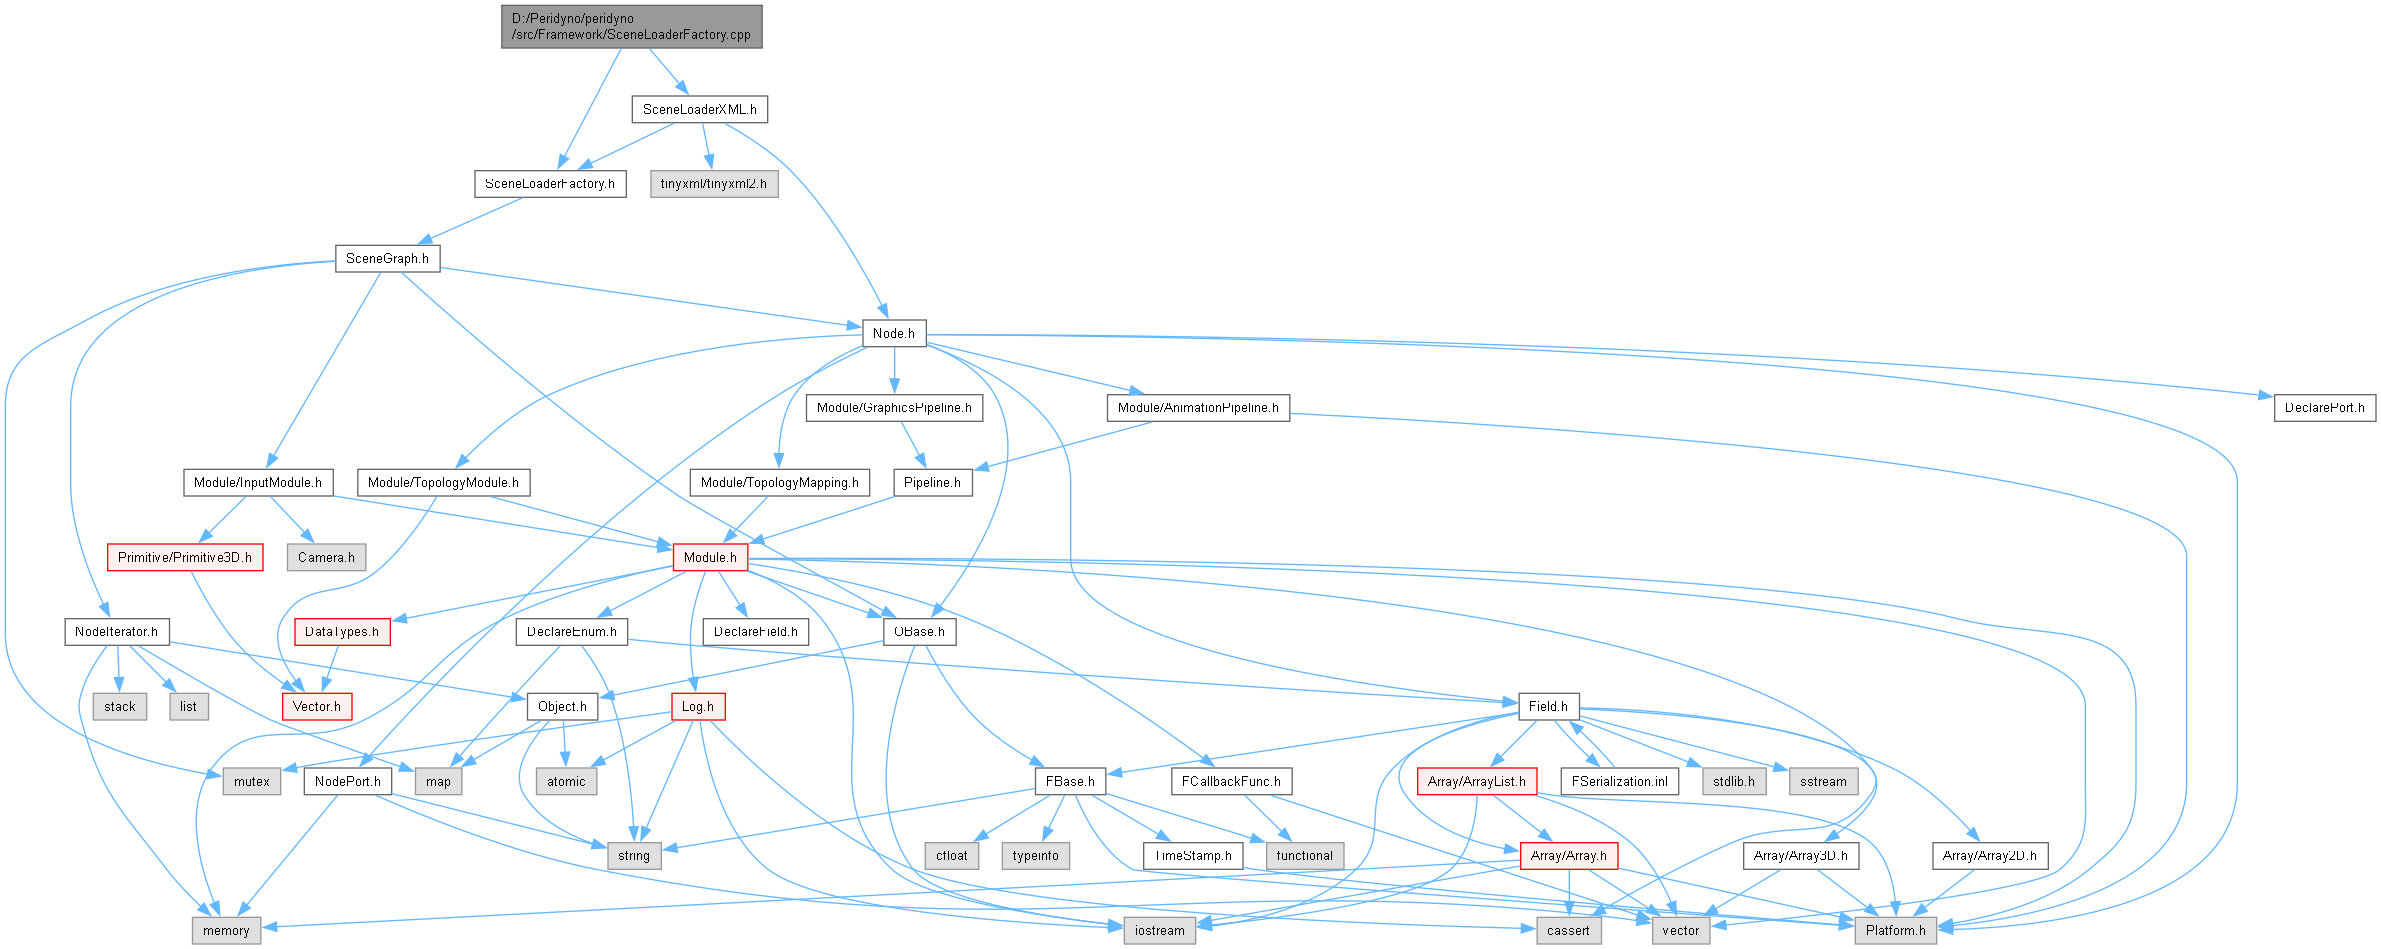 D:/Peridyno/peridyno
/src/Framework/SceneLoaderFactory.cpp
SceneLoaderXML.h
SceneLoaderFactory.h
tinyxml/tinyxml2.h
SceneGraph.h
Node.h
Module/GraphicsPipeline.h
Module/AnimationPipeline.h
DeclarePort.h
Module/InputModule.h
Module/TopologyModule.h
Module/TopologyMapping.h
Pipeline.h
Primitive/Primitive3D.h
Camera.h
Module.h
NodeIterator.h
DataTypes.h
DeclareEnum.h
DeclareField.h
OBase.h
stack
list
Vector.h
Object.h
Log.h
Field.h
mutex
NodePort.h
map
atomic
FBase.h
FCallbackFunc.h
Array/ArrayList.h
FSerialization.inl
stdlib.h
sstream
string
cfloat
typeinfo
TimeStamp.h
functional
Array/Array.h
Array/Array3D.h
Array/Array2D.h
memory
iostream
cassert
vector
Platform.h